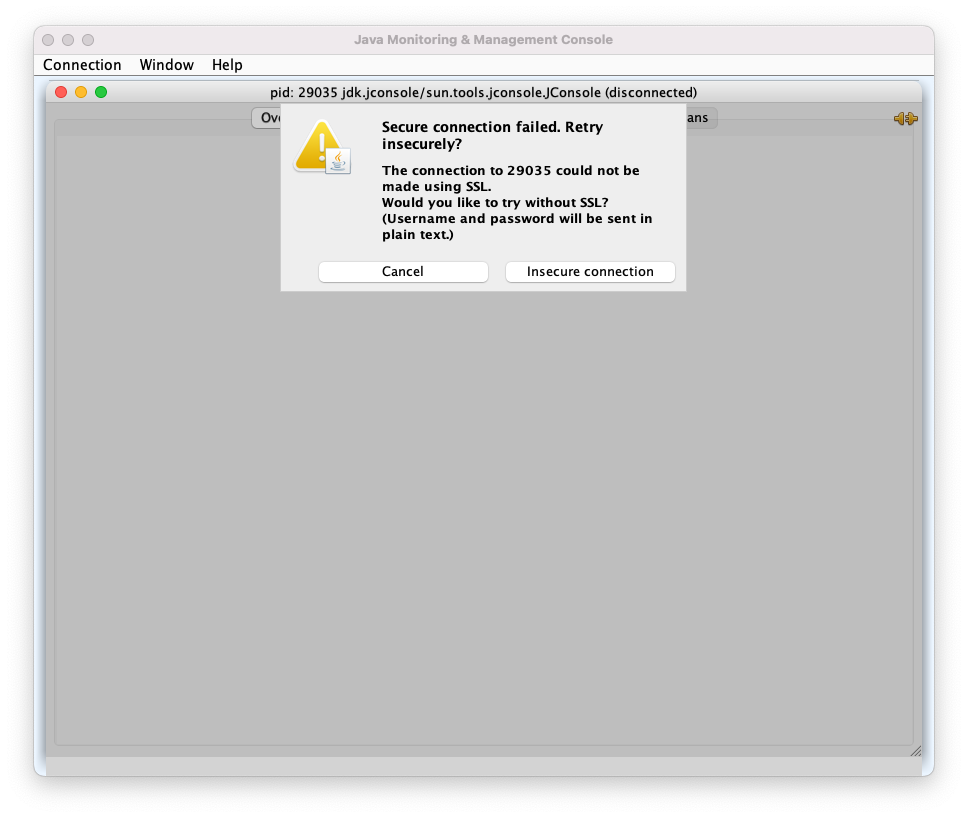 Java Monitoring & Management Console
Connection Window Help
pid: 29035 jdk.jconsole/sun.tools.jconsole.JConsole (disconnected)
Secure connection failed. Retry
insecurely?
The connection to 29035 could not be
made using SSL.
Would you like to try without SSL?
(Username and password will be sent in
plain text.)
Cancel Insecure connection